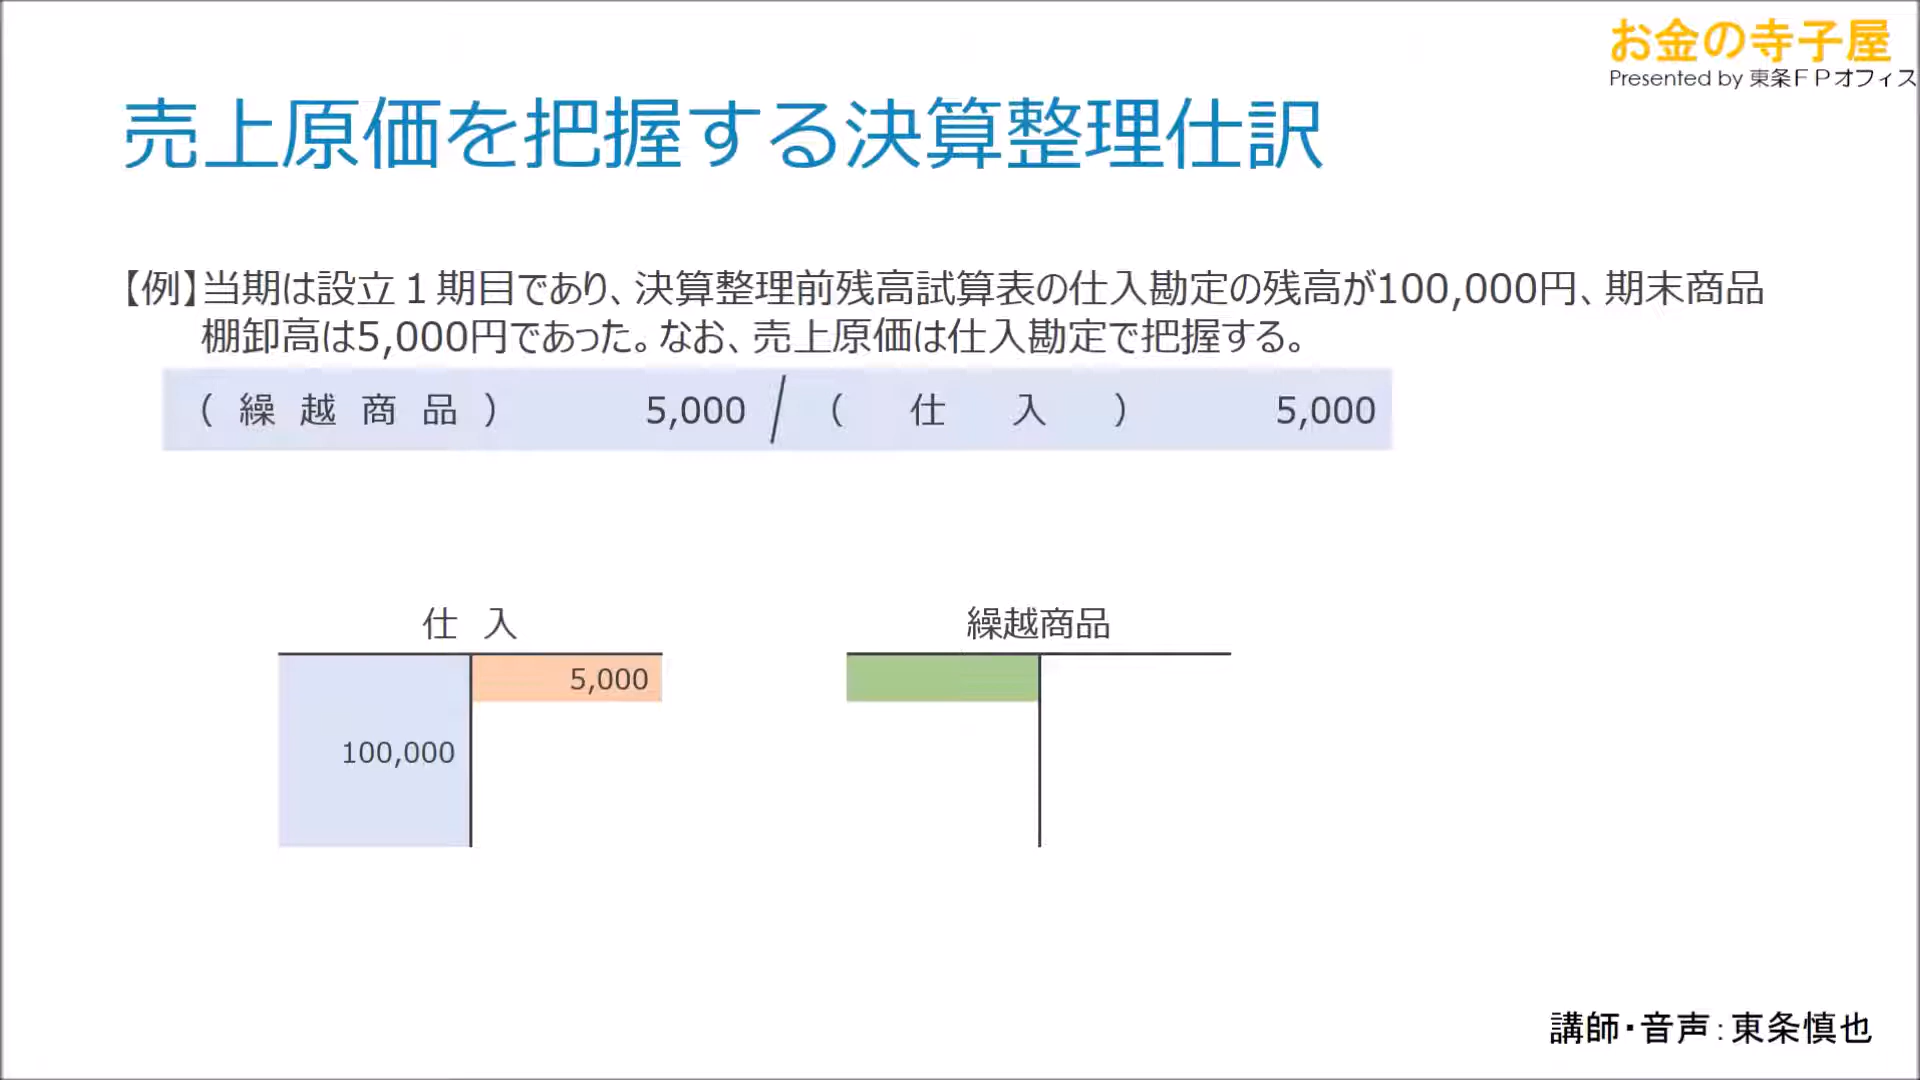 お金の寺子屋
Presented by 東条ＦＰオフィス
売上原価を把握する決算整理仕訳
【例】当期は設立１期目であり、決算整理前残高試算表の仕入勘定の残高が100,000円、期末商品
棚卸高は5,000円であった。なお、売上原価は仕入勘定で把握する。
( 繰 越 商 品 ) 5,000 / ( 仕 入 ) 5,000
仕 入 繰越商品
5,000
100,000
講師・音声：東条慎也